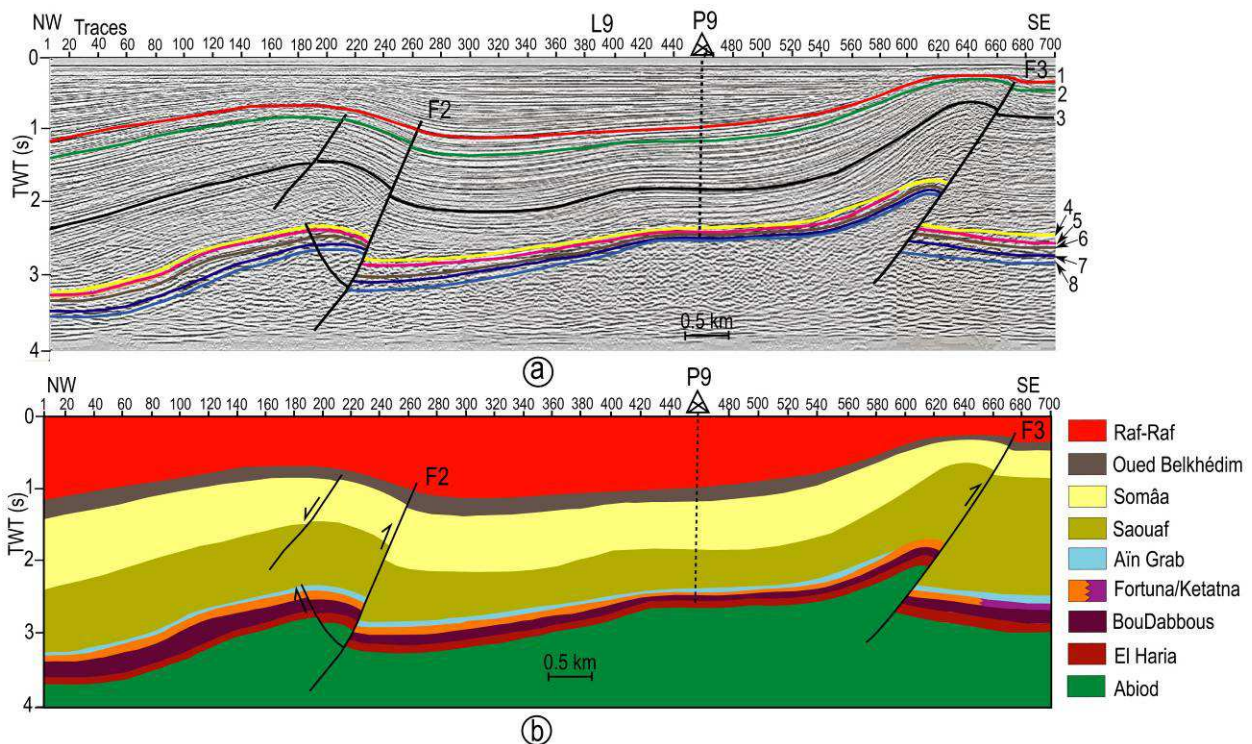 NW Traces L9 P9 SE
1 20 40 60 80 100 120 140 160 180 200 220 240 260 280 300 320 340 360 380 400 420 440 480 500 520 540 560 580 600 620 640 660 680 700
0
1
2
3
4
TWT (s)
F2
F3
1
2
3
4
5
6
7
8
0.5 km
a
NW P9 SE
1 20 40 60 80 100 120 140 160 180 200 220 240 260 280 300 320 340 360 380 400 420 440 480 500 520 540 560 580 600 620 640 660 680 700
0
1
2
3
4
TWT (s)
F2
F3
0.5 km
b
Raf-Raf
Oued Belkhédim
Somâa
Saouaf
Aïn Grab
Fortuna/Ketatna
BouDabbous
El Haria
Abiod